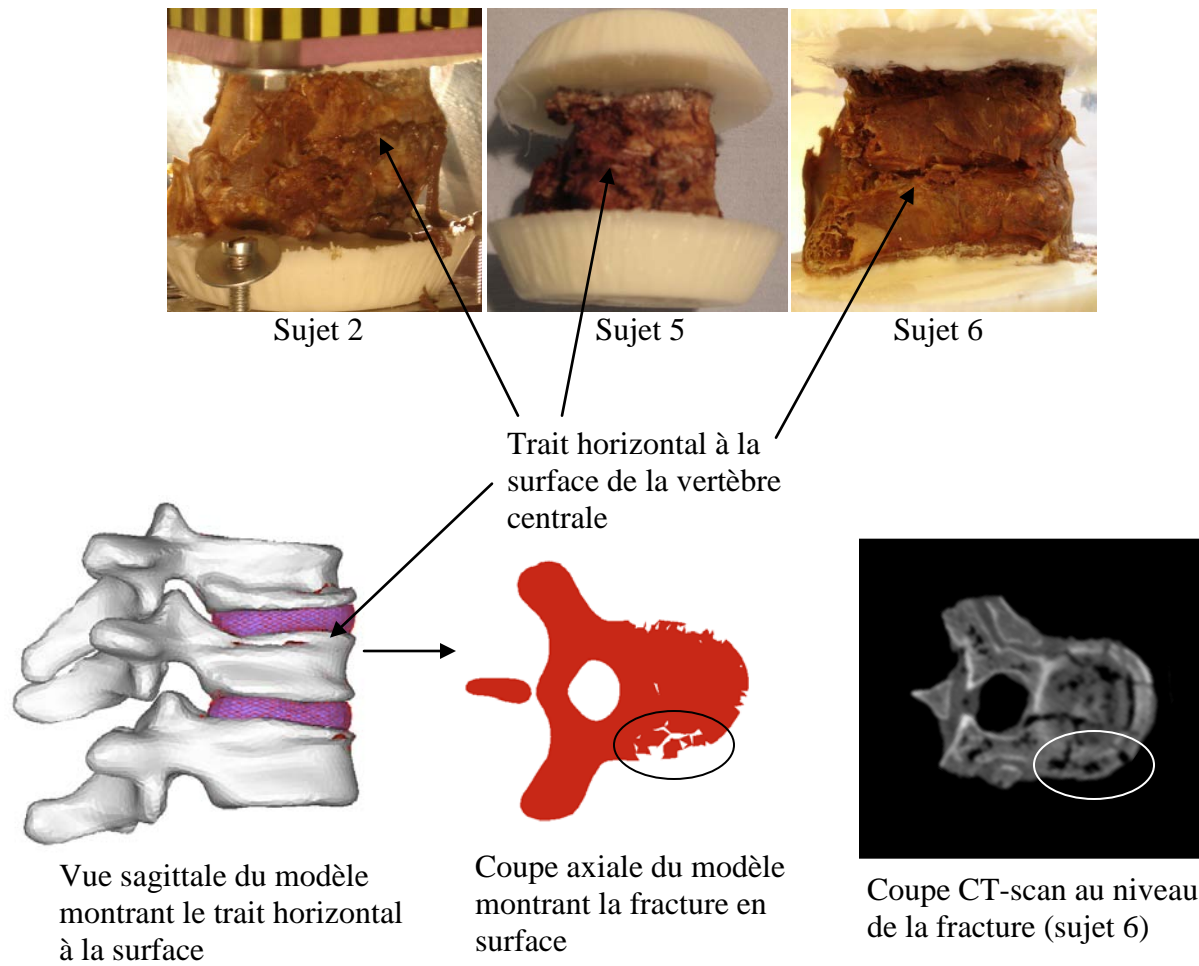 Sujet 2
Sujet 5
Sujet 6
Trait horizontal à la
surface de la vertèbre
centrale
Vue sagittale du modèle
montrant le trait horizontal
à la surface
Coupe axiale du modèle
montrant la fracture en
surface
Coupe CT-scan au niveau
de la fracture (sujet 6)